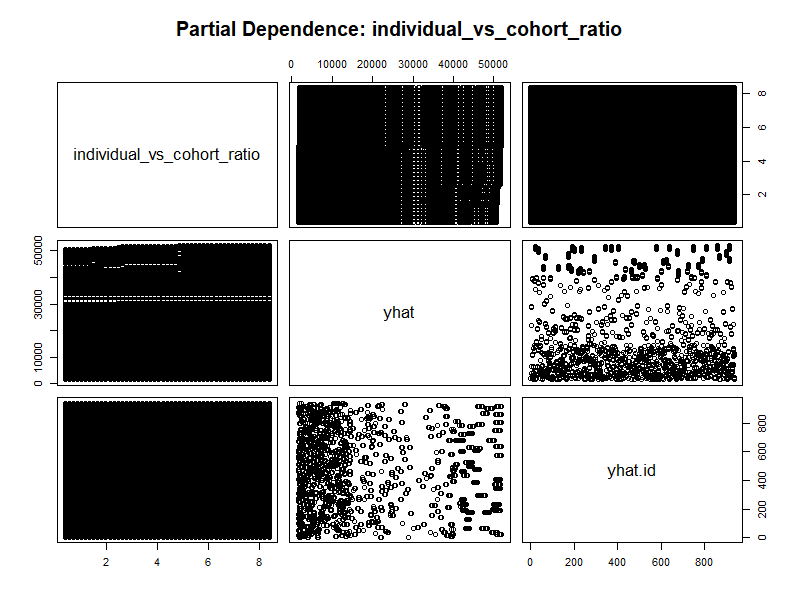 Partial Dependence: individual_vs_cohort_ratio
0 10000 20000 30000 40000 50000
individual_vs_cohort_ratio
2 4 6 8
0 10000 30000 50000
yhat
yhat.id
0 200 400 600 800
2 4 6 8
0 200 400 600 800